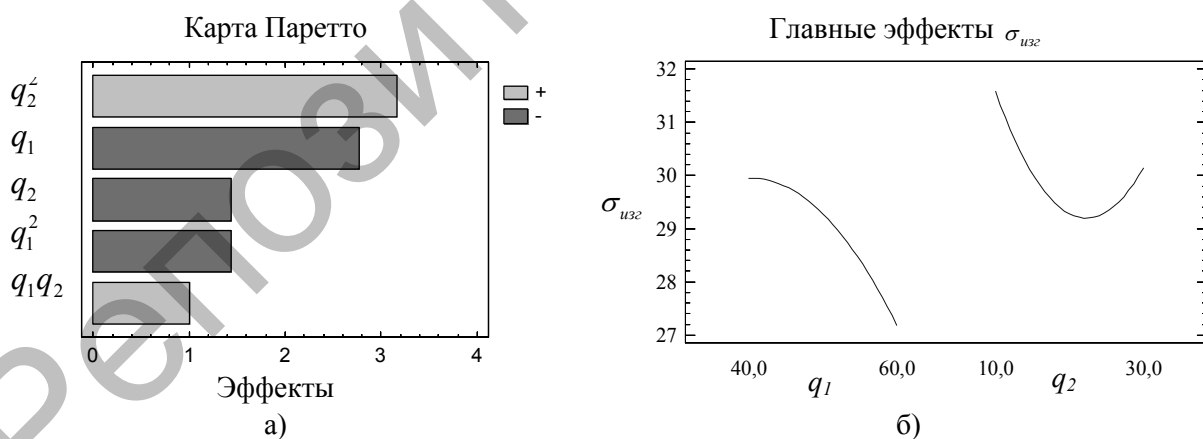 Карта Паретто
q₂²
q₁
q₂
q₁²
q₁q₂
+
-
0 1 2 3 4
Эффекты
а)
Главные эффекты σизг
32
31
30
29
28
27
σизг
40,0 60,0 10,0 30,0
q₁ q₂
б)